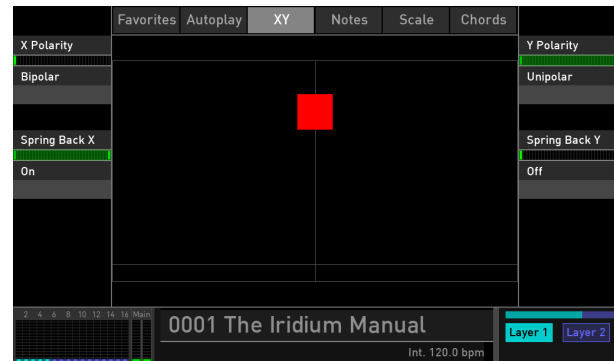 Favorites Autoplay XY Notes Scale Chords
X Polarity
Bipolar
Y Polarity
Unipolar
Spring Back X
On
Spring Back Y
Off
2 4 6 8 10 12 14 16 Main
0001 The Iridium Manual
Int. 120.0 bpm
Layer 1 Layer 2